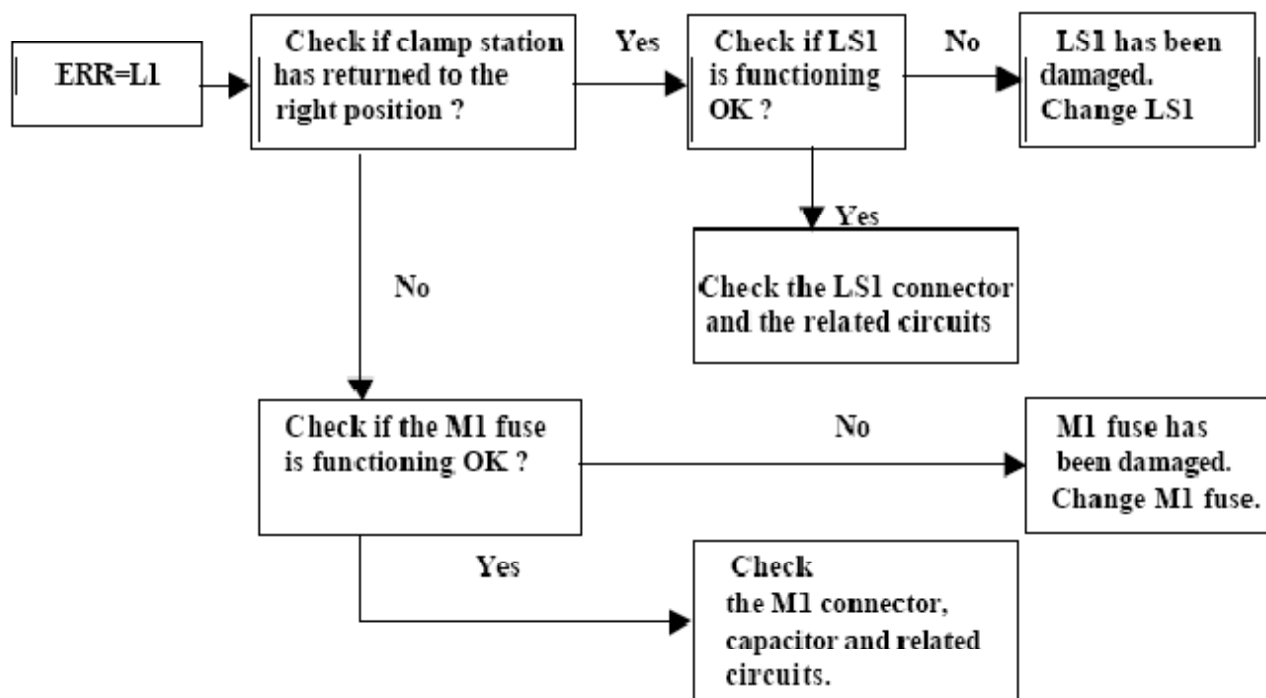 ERR=L1
Check if clamp station
has returned to the
right position ?
Yes
Check if LS1
is functioning
OK ?
No
LS1 has been
damaged.
Change LS1
Yes
Check the LS1 connector
and the related circuits
No
Check if the M1 fuse
is functioning OK ?
No
M1 fuse has
been damaged.
Change M1 fuse.
Yes
Check
the M1 connector,
capacitor and related
circuits.